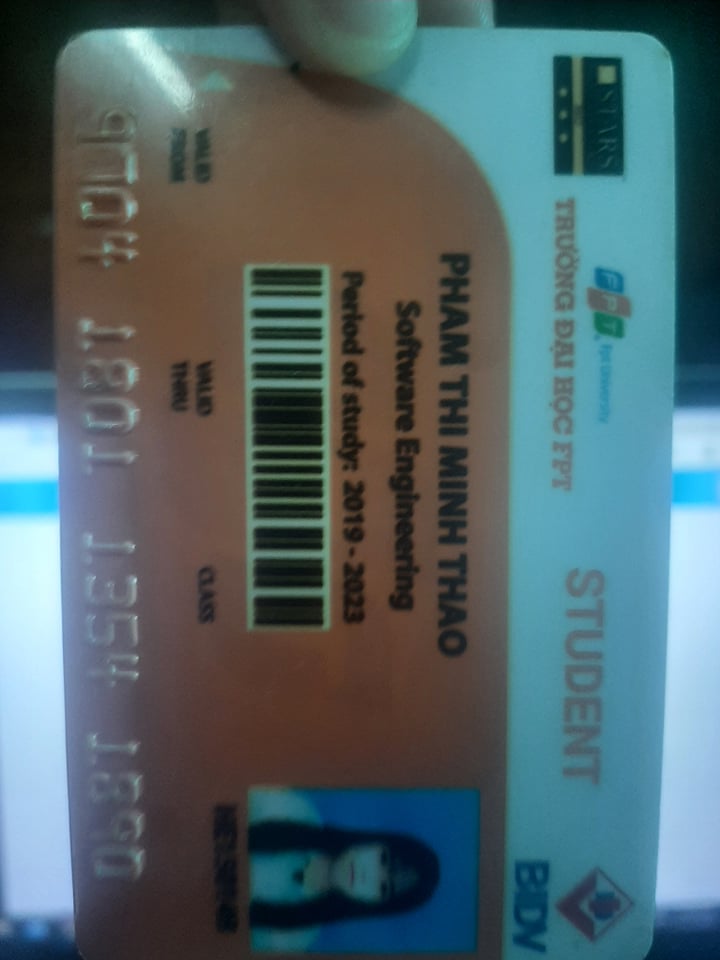 STARS
FPT
Fpt University
TRƯỜNG ĐẠI HỌC FPT
STUDENT
BIDV
PHAM THI MINH THAO
Software Engineering
Period of study: 2019 - 2023
VALID FROM
VALID THRU
CLASS
9704 1801 1354 1890